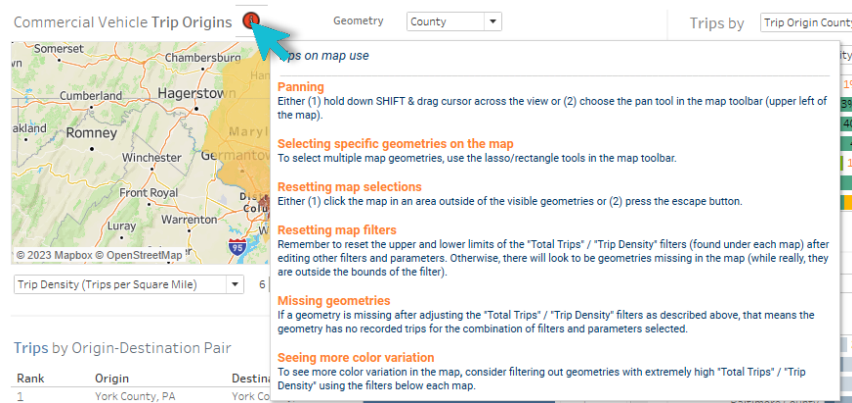 Commercial Vehicle Trip Origins
Geometry
County
Trips by
Trip Origin County
Tips on map use
Panning
Either (1) hold down SHIFT & drag cursor across the view or (2) choose the pan tool in the map toolbar (upper left of
the map).
Selecting specific geometries on the map
To select multiple map geometries, use the lasso/rectangle tools in the map toolbar.
Resetting map selections
Either (1) click the map in an area outside of the visible geometries or (2) press the escape button.
Resetting map filters
Remember to reset the upper and lower limits of the "Total Trips" / "Trip Density" filters (found under each map) after
editing other filters and parameters. Otherwise, there will look to be geometries missing in the map (while really, they
are outside the bounds of the filter).
Missing geometries
If a geometry is missing after adjusting the "Total Trips" / "Trip Density" filters as described above, that means the
geometry has no recorded trips for the combination of filters and parameters selected.
Seeing more color variation
To see more color variation in the map, consider filtering out geometries with extremely high "Total Trips" / "Trip
Density" using the filters below each map.
Somerset
Chambersburg
Cumberland
Hagerstown
akland
Romney
Maryl
Winchester
Germantow
Front Royal
Dist
Colu
Luray
Warrenton
95
© 2023 Mapbox © OpenStreetMap
Trip Density (Trips per Square Mile)
6
Trips by Origin-Destination Pair
Rank
Origin
Destina
1
York County, PA
York Co